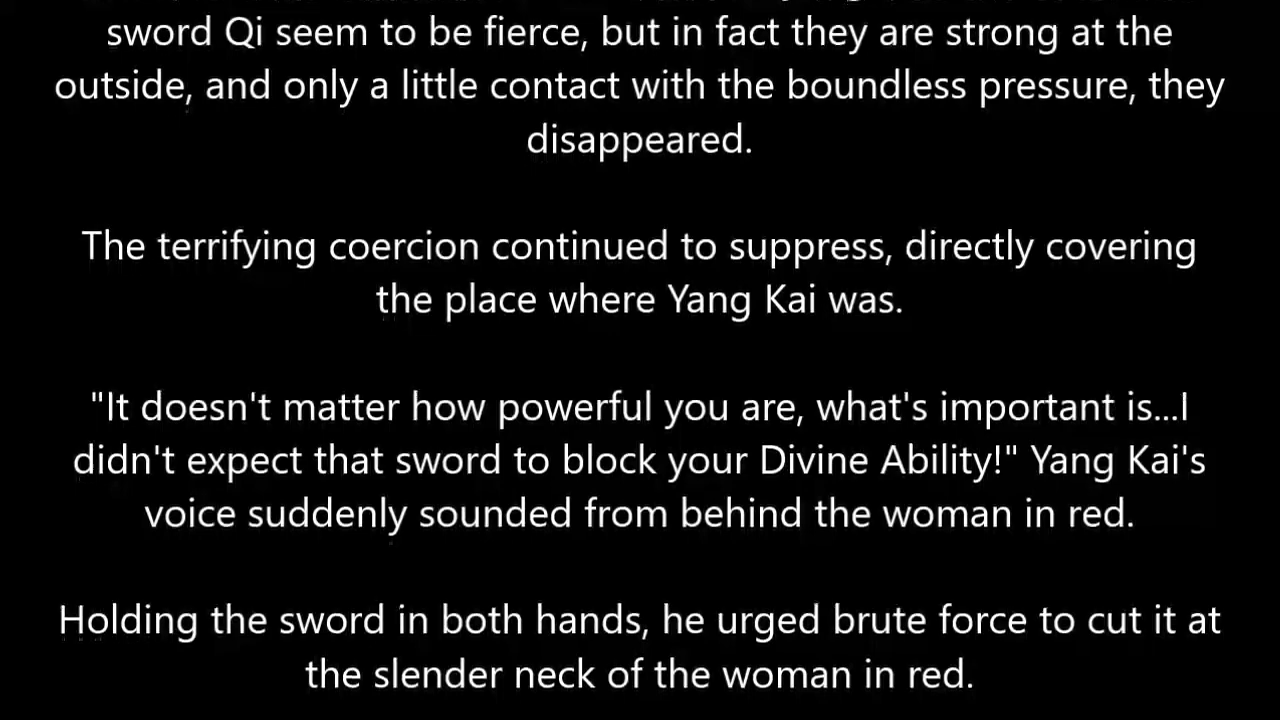 sword Qi seem to be fierce, but in fact they are strong at the
outside, and only a little contact with the boundless pressure, they
disappeared.
The terrifying coercion continued to suppress, directly covering
the place where Yang Kai was.
"It doesn't matter how powerful you are, what's important is...I
didn't expect that sword to block your Divine Ability!" Yang Kai's
voice suddenly sounded from behind the woman in red.
Holding the sword in both hands, he urged brute force to cut it at
the slender neck of the woman in red.